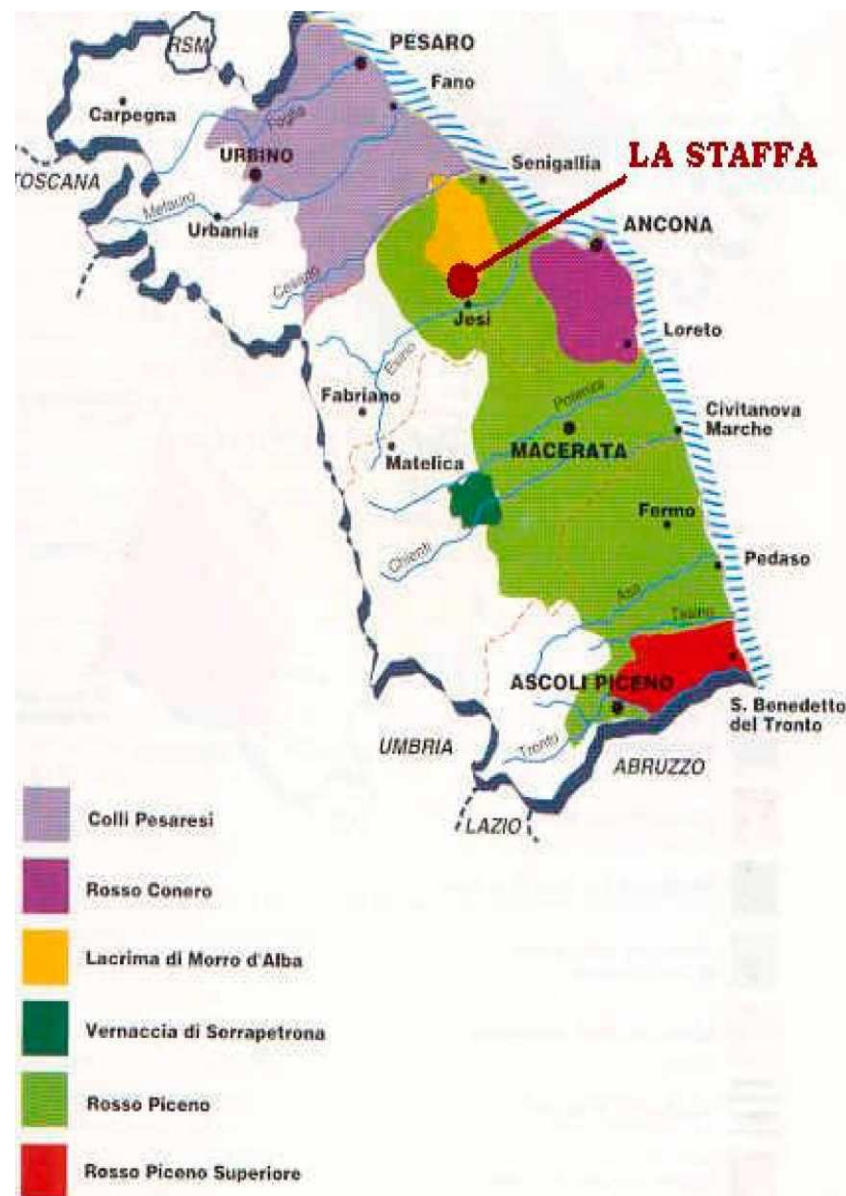 RSM
PESARO
Fano
Carpegna
Foglia
URBINO
Senigallia
LA STAFFA
TOSCANA
Metauro
Urbania
ANCONA
Cesano
Jesi
Loreto
Esino
Fabriano
Potenza
Civitanova
Marche
MACERATA
Matelica
Fermo
Chienti
Pedaso
Aso
Tesino
ASCOLI PICENO
S. Benedetto
del Tronto
UMBRIA
Tronto
ABRUZZO
LAZIO
Colli Pesaresi
Rosso Conero
Lacrima di Morro d'Alba
Vernaccia di Serrapetrona
Rosso Piceno
Rosso Piceno Superiore